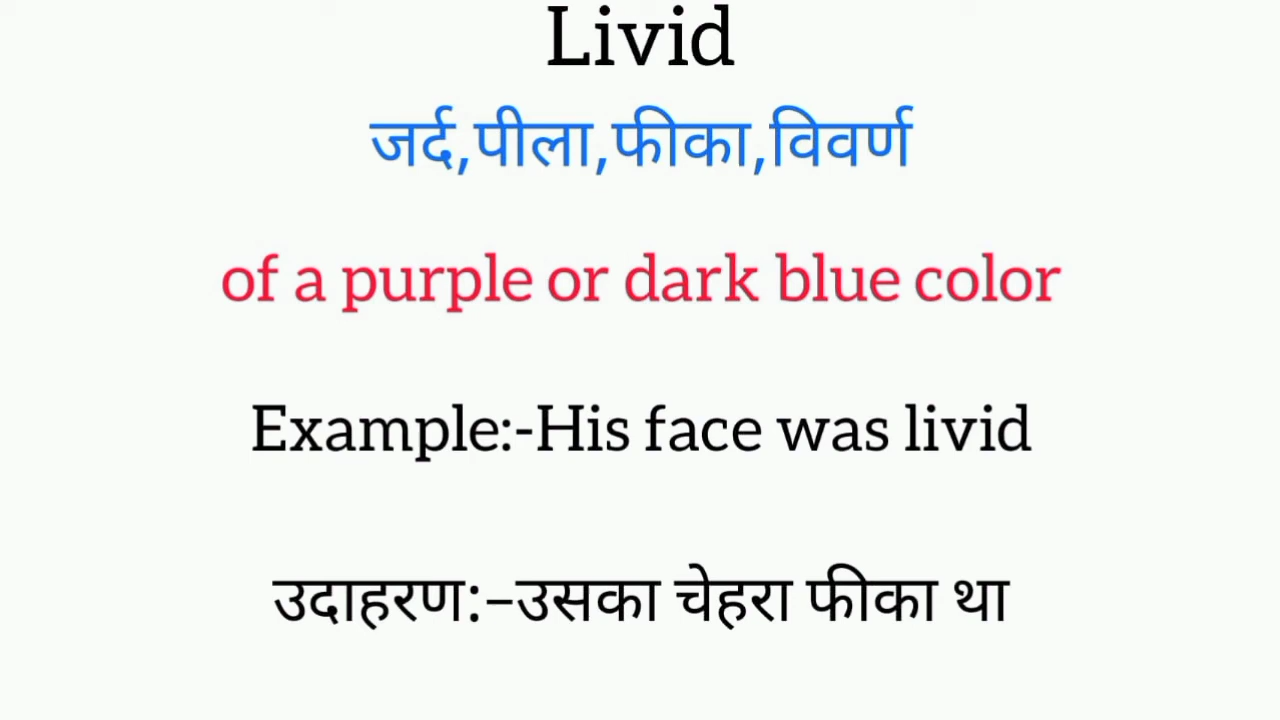 Livid
जर्द,पीला,फीका,विवर्ण
of a purple or dark blue color
Example:-His face was livid
उदाहरण:–उसका चेहरा फीका था